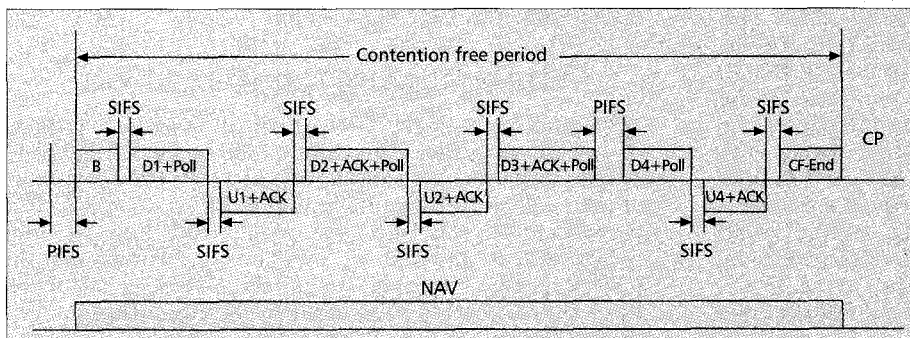 Contention free period
SIFS SIFS SIFS PIFS SIFS
CP
B D1+Poll D2+ACK+Poll D3+ACK+Poll D4+Poll CF-End
U1+ACK U2+ACK U4+ACK
PIFS SIFS SIFS SIFS
NAV